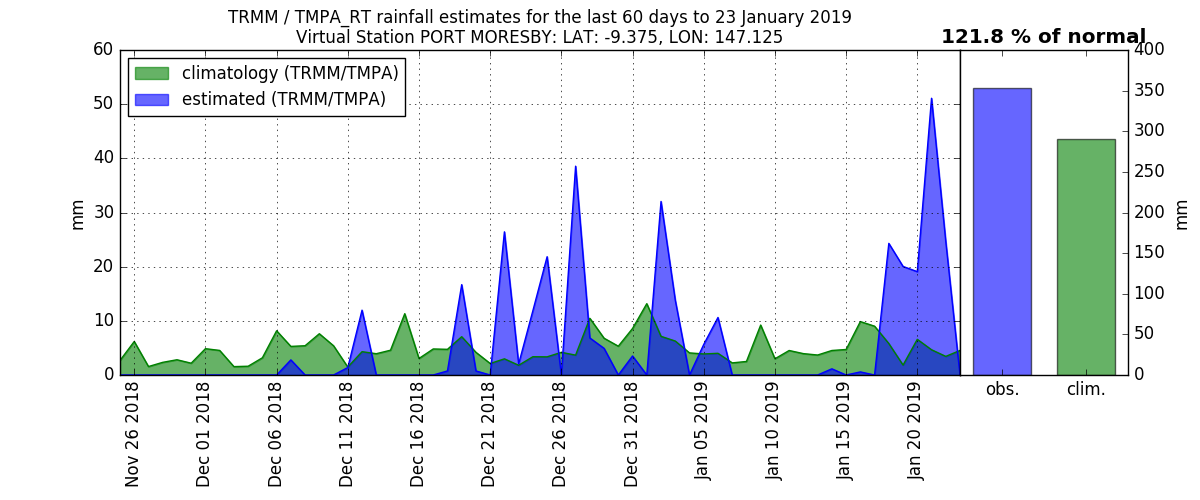 TRMM / TMPA_RT rainfall estimates for the last 60 days to 23 January 2019
Virtual Station PORT MORESBY: LAT: -9.375, LON: 147.125
121.8 % of normal
climatology (TRMM/TMPA)
estimated (TRMM/TMPA)
60
50
40
30
20
10
0
mm
400
350
300
250
200
150
100
50
0
mm
Nov 26 2018
Dec 01 2018
Dec 06 2018
Dec 11 2018
Dec 16 2018
Dec 21 2018
Dec 26 2018
Dec 31 2018
Jan 05 2019
Jan 10 2019
Jan 15 2019
Jan 20 2019
obs.
clim.